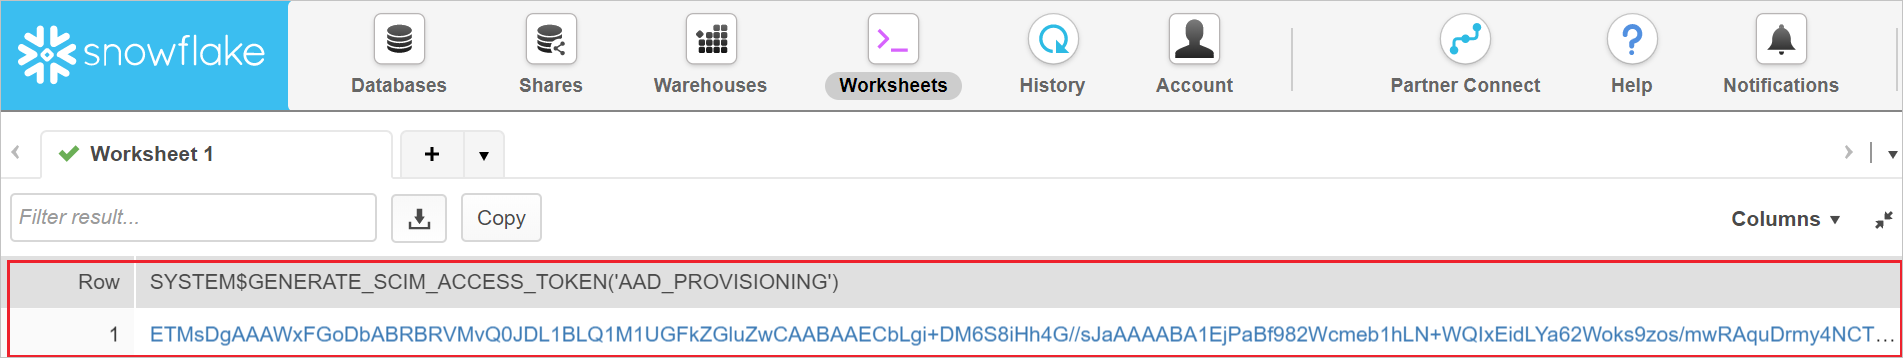 snowflake
Databases
Shares
Warehouses
Worksheets
History
Account
Partner Connect
Help
Notifications
Worksheet 1
Filter result...
Copy
Columns
Row SYSTEM$GENERATE_SCIM_ACCESS_TOKEN('AAD_PROVISIONING')
1 ETMsDgAAAWxFGoDbABRBRVMvQ0JDL1BLQ1M1UGFkZGluZwCAABAAECbLgi+DM6S8iHh4G//sJaAAAABA1EjPaBf982Wcmeb1hLN+WQIxEidLYa62Woks9zos/mwRAquDrmy4NCT...